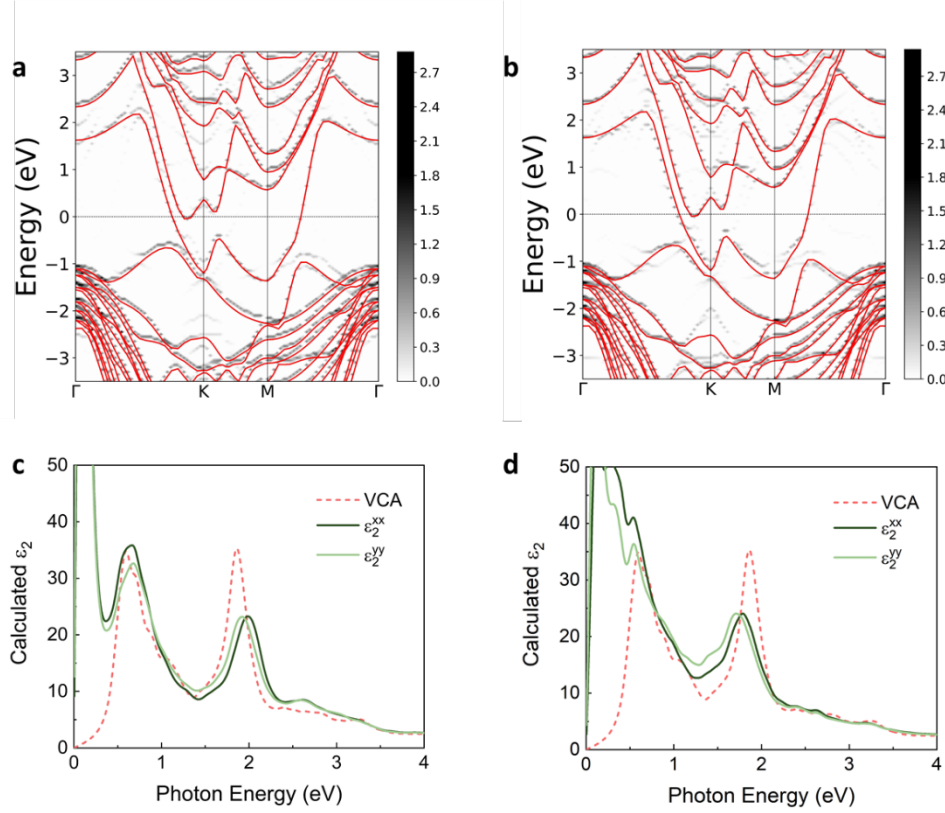 a
Energy (eV)
3
2
1
0
−1
−2
−3
Γ
K
M
Γ
2.7
2.4
2.1
1.8
1.5
1.2
0.9
0.6
0.3
0.0
b
Energy (eV)
3
2
1
0
−1
−2
−3
Γ
K
M
Γ
2.7
2.4
2.1
1.8
1.5
1.2
0.9
0.6
0.3
0.0
c
Calculated ε₂
50
40
30
20
10
0
VCA
ε₂ˣˣ
ε₂ʸʸ
0 1 2 3 4
Photon Energy (eV)
d
Calculated ε₂
50
40
30
20
10
0
VCA
ε₂ˣˣ
ε₂ʸʸ
0 1 2 3 4
Photon Energy (eV)